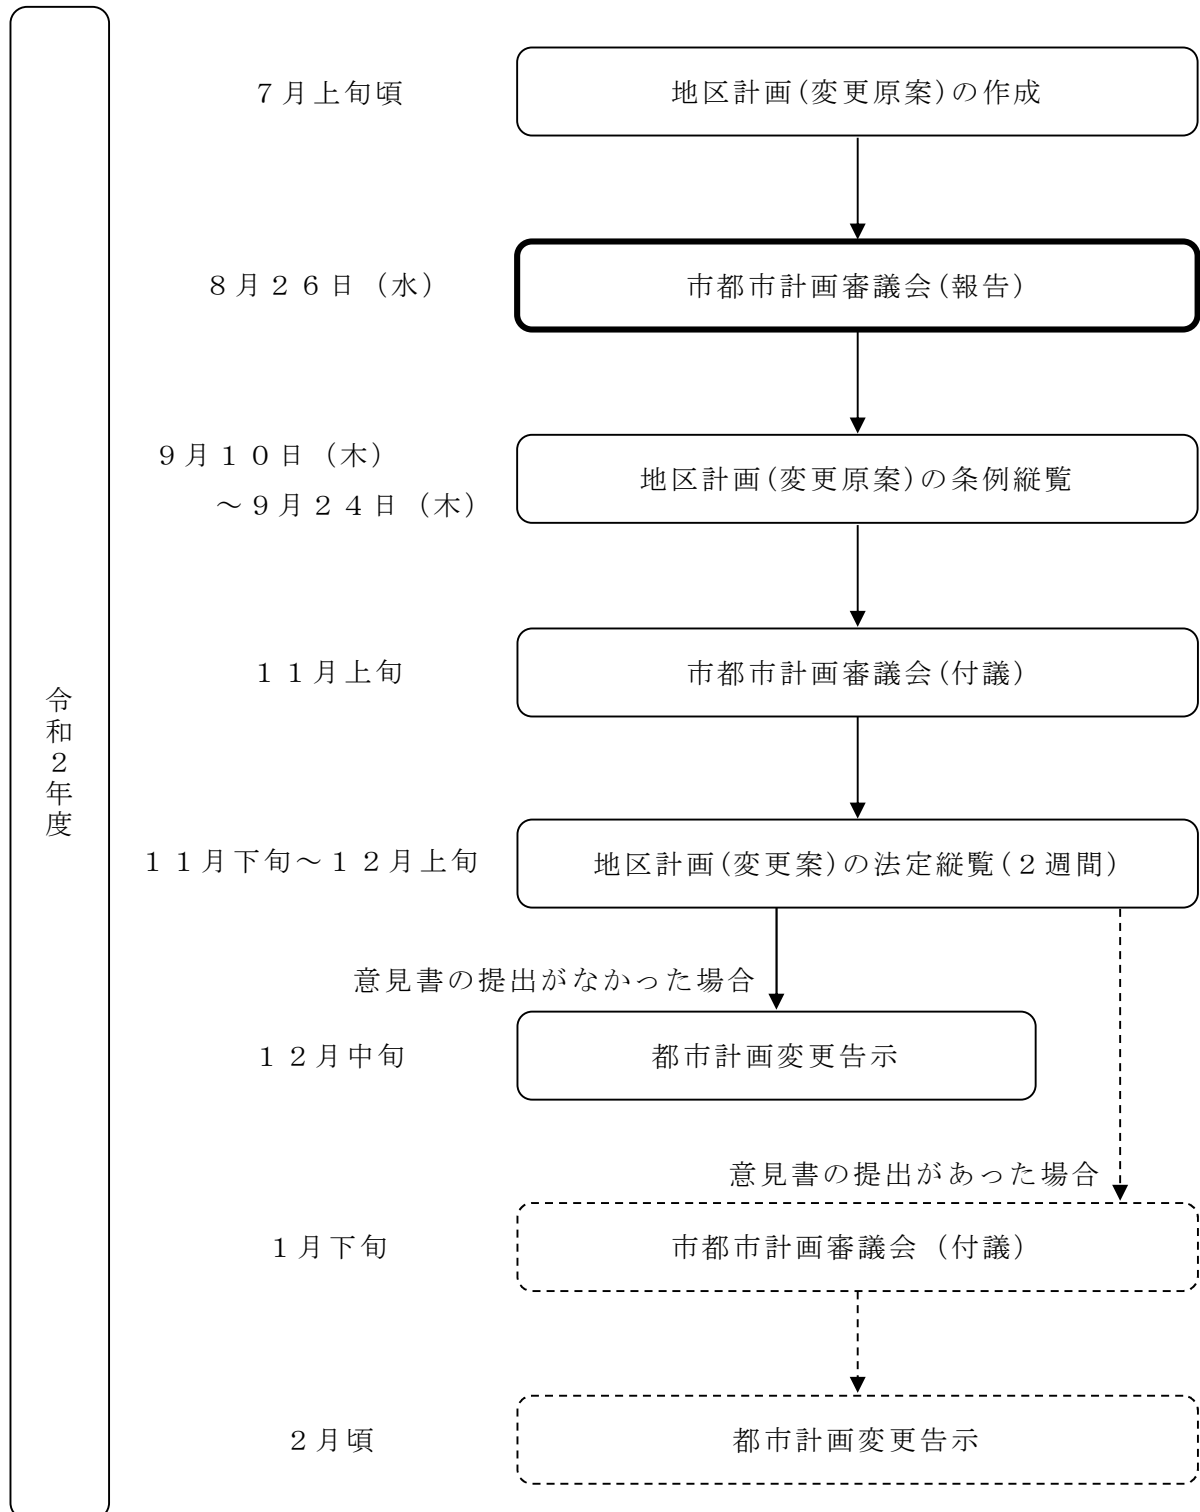 令和２年度
７月上旬頃
地区計画(変更原案)の作成
８月２６日（水）
市都市計画審議会(報告)
９月１０日（木）
～９月２４日（木）
地区計画(変更原案)の条例縦覧
１１月上旬
市都市計画審議会(付議)
１１月下旬～１２月上旬
地区計画(変更案)の法定縦覧(２週間)
意見書の提出がなかった場合
１２月中旬
都市計画変更告示
意見書の提出があった場合
１月下旬
市都市計画審議会（付議）
２月頃
都市計画変更告示